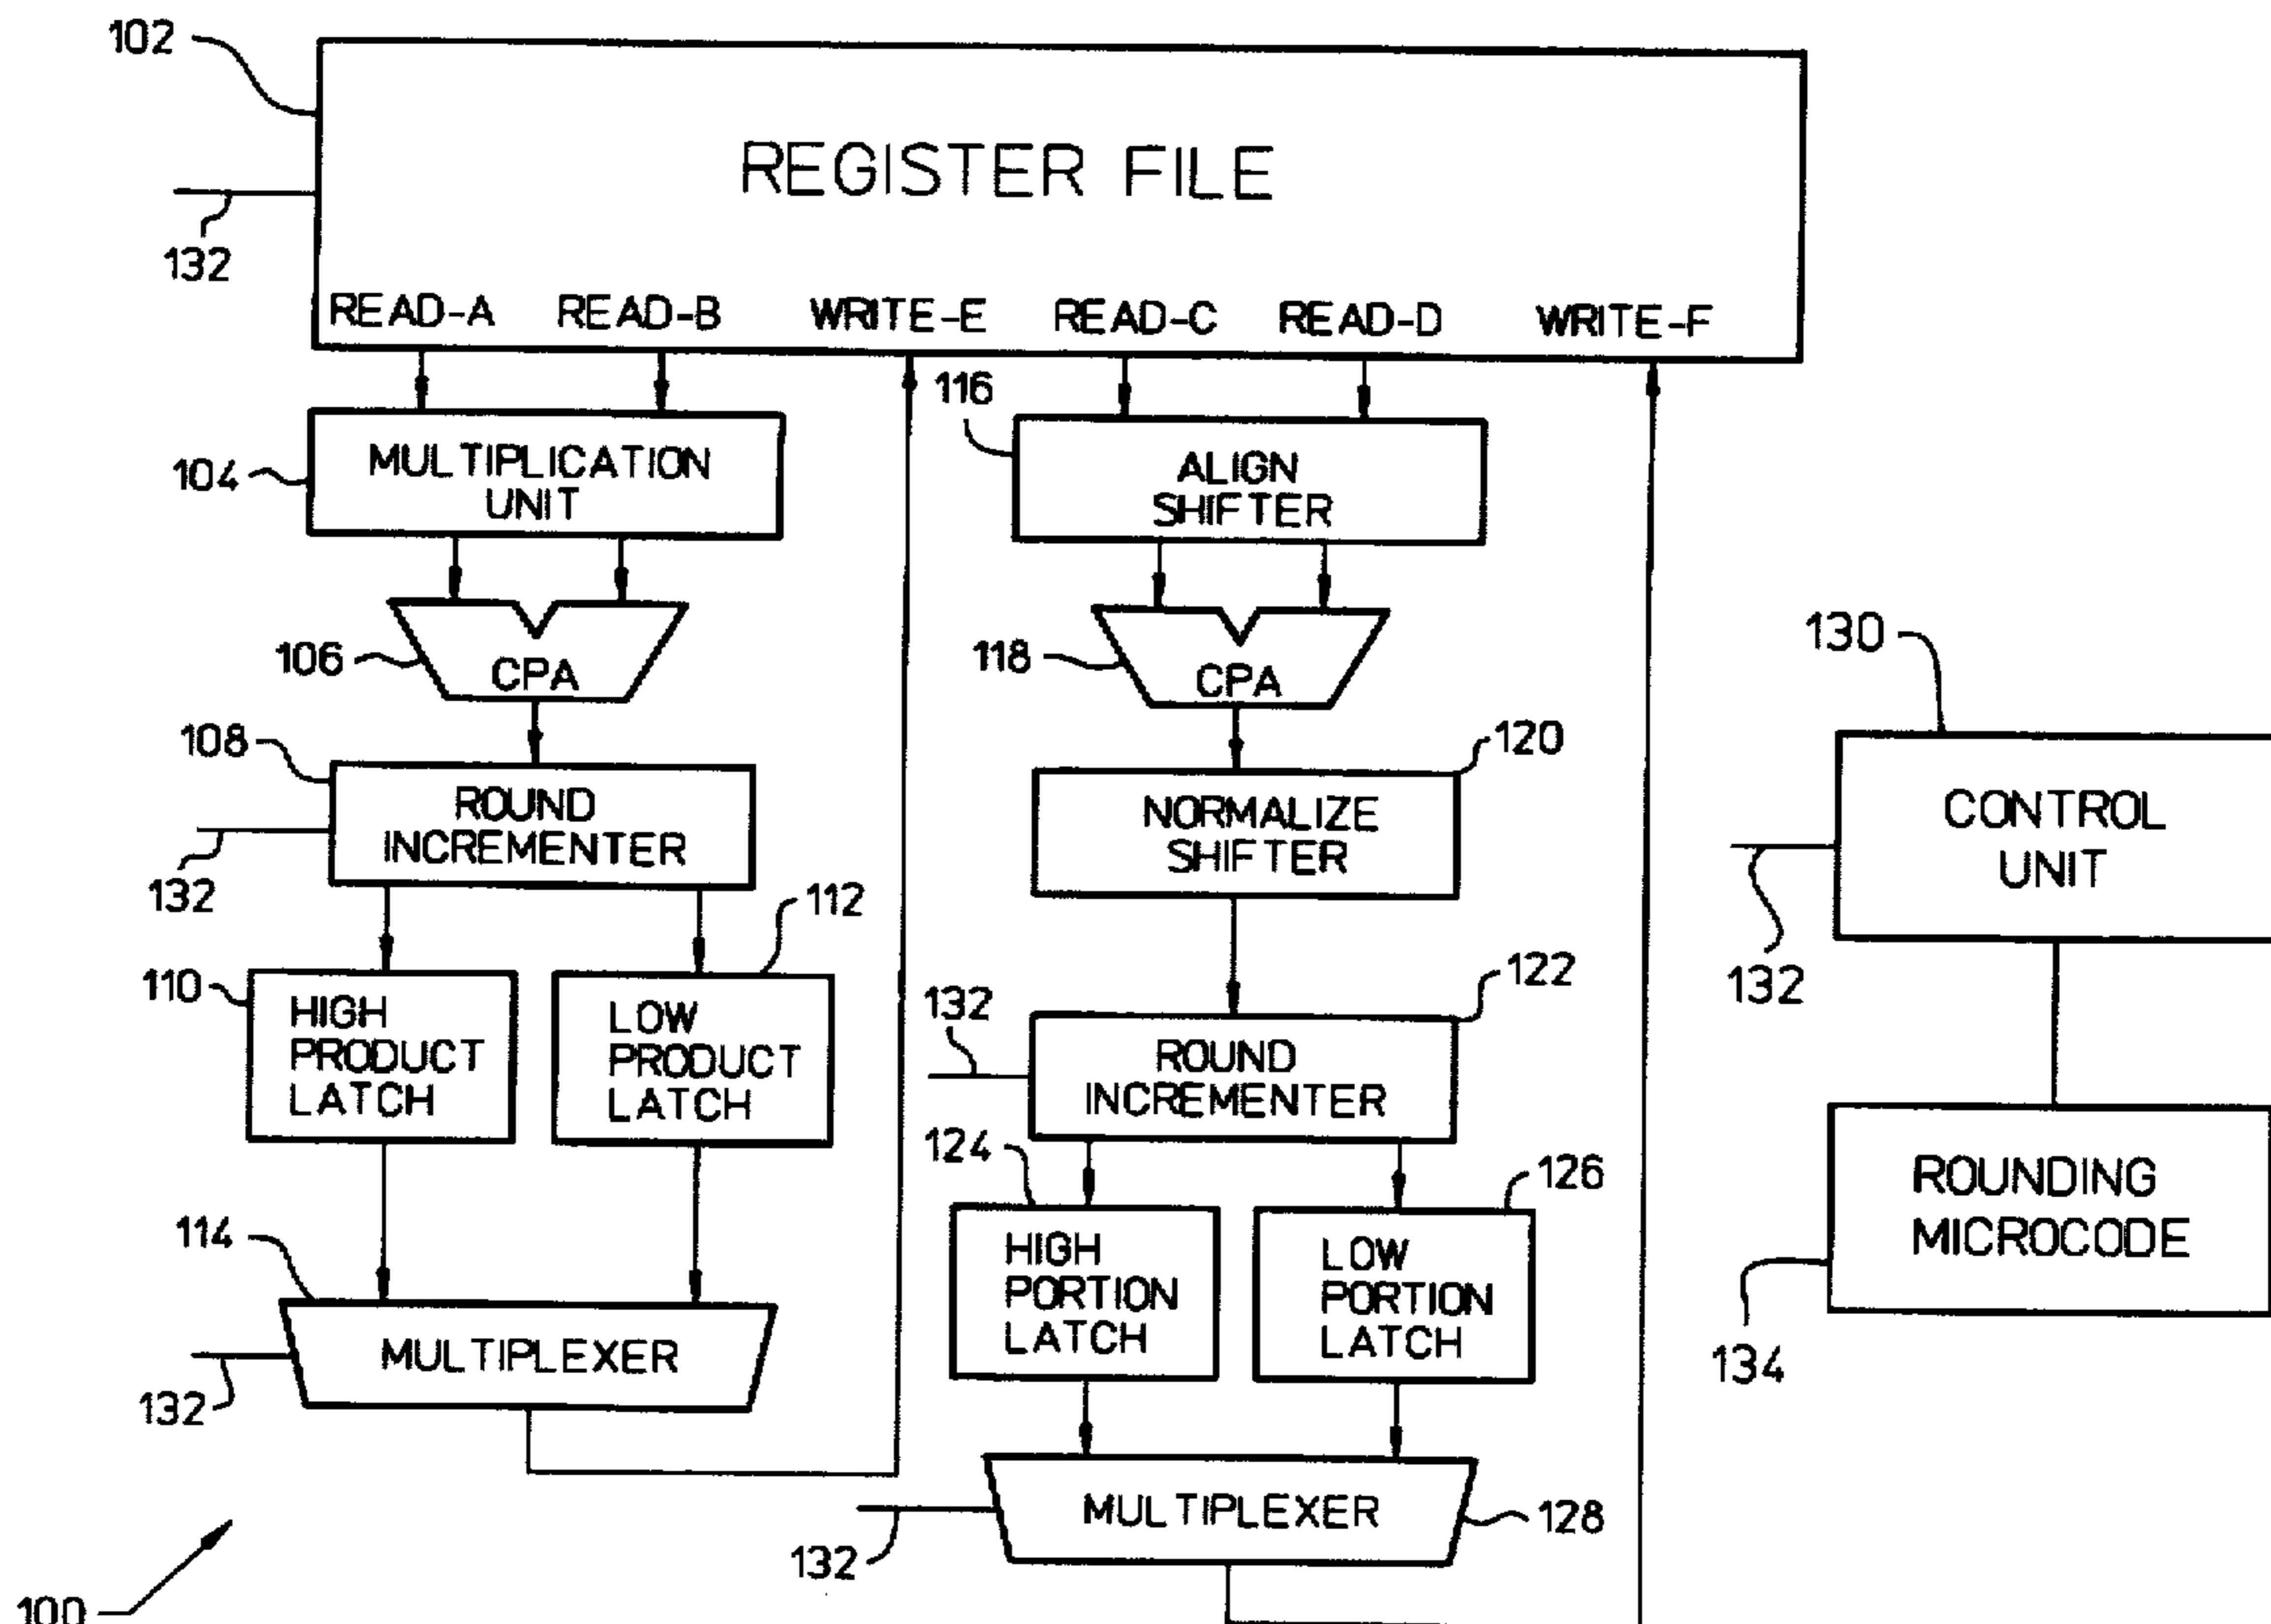 102
REGISTER FILE
132
READ-A READ-B WRITE-E READ-C READ-D WRITE-F
116
104
MULTIPLICATION
UNIT
ALIGN
SHIFTER
106
CPA
118
CPA
130
108
ROUND
INCREMENTER
132
120
NORMALIZE
SHIFTER
CONTROL
UNIT
132
112
110
HIGH
PRODUCT
LATCH
LOW
PRODUCT
LATCH
122
132
ROUND
INCREMENTER
124
126
ROUNDING
MICROCODE
134
114
MULTIPLEXER
132
HIGH
PORTION
LATCH
LOW
PORTION
LATCH
MULTIPLEXER
128
132
100